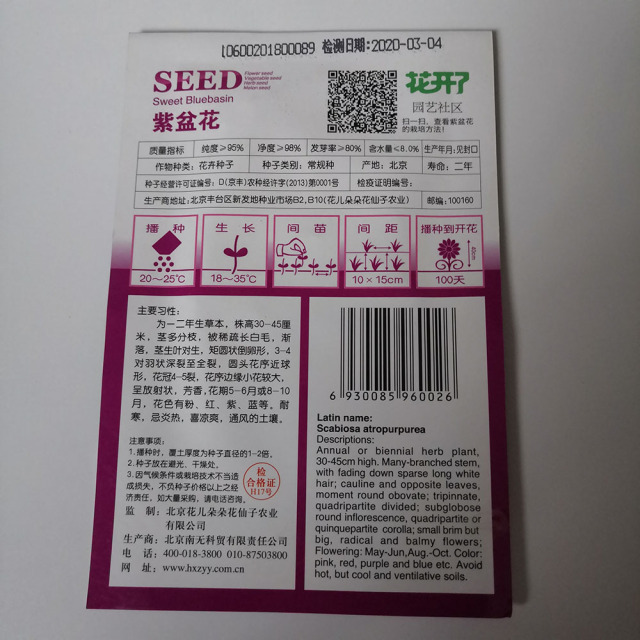 10600201800089 检测日期:2020-03-04
SEED
Flower seed
Vegetable seed
Herb seed
Melon seed
Sweet Bluebasin
紫盆花
花开了
园艺社区
扫一扫，查看紫盆花
的栽培方法！
质量指标 纯度≥95% 净度≥98% 发芽率≥80% 含水量≤8.0% 生产年月:见封口
作物种类：花卉种子 种子类别：常规种 产地：北京 寿命：二年
种子经营许可证编号：D(京丰)农种经许字(2013)第0001号 检疫证明编号：
生产商地址:北京丰台区新发地种业市场B2,B10(花儿朵朵花仙子农业) 邮编:100160
播种 生长 间苗 间距 播种到开花
20～25℃ 18～35℃ 10×15cm 100天
主要习性：
为一二年生草本，株高30-45厘
米，茎多分枝，被稀疏长白毛，渐
落，茎生叶对生，矩圆状倒卵形，3-4
对羽状深裂至全裂，圆头花序近球
形，花冠4-5裂，花序边缘小花较大，
呈放射状，芳香，花期5-6月或8-10
月，花色有粉、红、紫、蓝等。耐
寒，忌炎热，喜凉爽，通风的土壤。
注意事项：
1. 播种时，覆土厚度为种子直径的1-2倍。
2. 种子放在避光、干燥处。
3. 因气候条件或栽培技术不当造
成损失，不负种子价格以上之经
济责任，如大量采购，请电话咨询。
检
合格证
H17号
监 制：北京花儿朵朵花仙子农业
有限公司
生产商：北京南无科贸有限责任公司
电 话：400-018-3800 010-87503800
网 址：www.hxzyy.com.cn
6 930085 960026
Latin name:
Scabiosa atropurpurea
Descriptions:
Annual or biennial herb plant,
30-45cm high. Many-branched stem,
with fading down sparse long white
hair; cauline and opposite leaves,
moment round obovate; tripinnate,
quadripartite divided; subglobose
round inflorescence, quadripartite or
quinquepartite corolla; small brim but
big, radical and balmy flowers;
Flowering: May-Jun,Aug.-Oct. Color:
pink, red, purple and blue etc. Avoid
hot, but cool and ventilative soils.